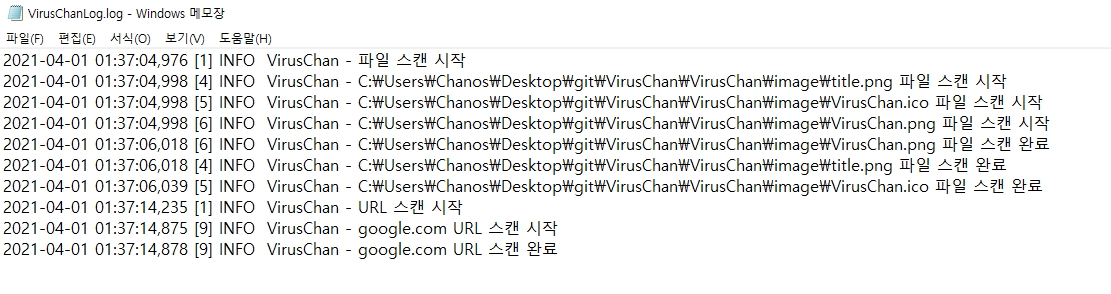 VirusChanLog.log - Windows 메모장
파일(F) 편집(E) 서식(O) 보기(V) 도움말(H)
2021-04-01 01:37:04,976 [1] INFO  VirusChan - 파일 스캔 시작
2021-04-01 01:37:04,998 [4] INFO  VirusChan - C:₩Users₩Chanos₩Desktop₩git₩VirusChan₩VirusChan₩image₩title.png 파일 스캔 시작
2021-04-01 01:37:04,998 [5] INFO  VirusChan - C:₩Users₩Chanos₩Desktop₩git₩VirusChan₩VirusChan₩image₩VirusChan.ico 파일 스캔 시작
2021-04-01 01:37:04,998 [6] INFO  VirusChan - C:₩Users₩Chanos₩Desktop₩git₩VirusChan₩VirusChan₩image₩VirusChan.png 파일 스캔 시작
2021-04-01 01:37:06,018 [6] INFO  VirusChan - C:₩Users₩Chanos₩Desktop₩git₩VirusChan₩VirusChan₩image₩VirusChan.png 파일 스캔 완료
2021-04-01 01:37:06,018 [4] INFO  VirusChan - C:₩Users₩Chanos₩Desktop₩git₩VirusChan₩VirusChan₩image₩title.png 파일 스캔 완료
2021-04-01 01:37:06,039 [5] INFO  VirusChan - C:₩Users₩Chanos₩Desktop₩git₩VirusChan₩VirusChan₩image₩VirusChan.ico 파일 스캔 완료
2021-04-01 01:37:14,235 [1] INFO  VirusChan - URL 스캔 시작
2021-04-01 01:37:14,875 [9] INFO  VirusChan - google.com URL 스캔 시작
2021-04-01 01:37:14,878 [9] INFO  VirusChan - google.com URL 스캔 완료